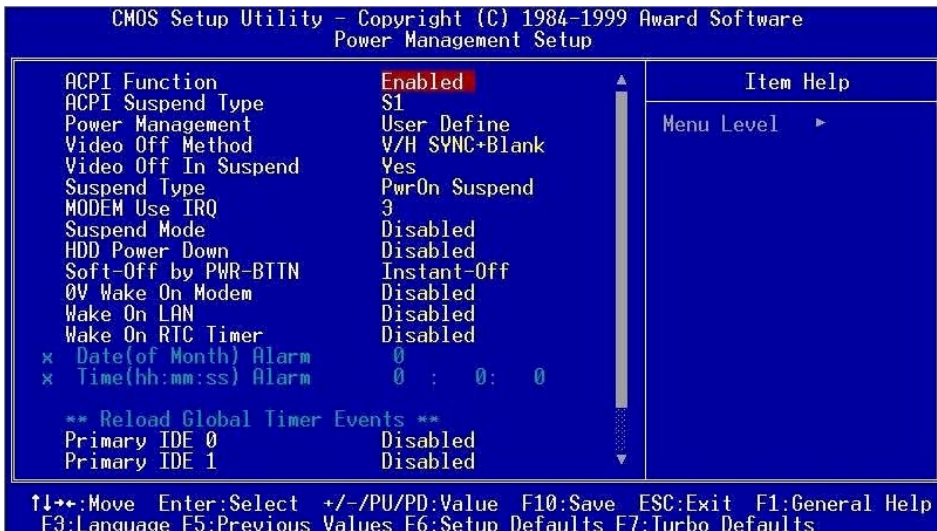 CMOS Setup Utility - Copyright (C) 1984-1999 Award Software
Power Management Setup
ACPI Function Enabled
ACPI Suspend Type S1
Power Management User Define
Video Off Method V/H SYNC+Blank
Video Off In Suspend Yes
Suspend Type PwrOn Suspend
MODEM Use IRQ 3
Suspend Mode Disabled
HDD Power Down Disabled
Soft-Off by PWR-BTTN Instant-Off
0V Wake On Modem Disabled
Wake On LAN Disabled
Wake On RTC Timer Disabled
x Date(of Month) Alarm 0
x Time(hh:mm:ss) Alarm 0 : 0: 0
** Reload Global Timer Events **
Primary IDE 0 Disabled
Primary IDE 1 Disabled
Item Help
Menu Level ►
↑↓→←:Move Enter:Select +/-/PU/PD:Value F10:Save ESC:Exit F1:General Help
F3:Language F5:Previous Values F6:Setup Defaults F7:Turbo Defaults